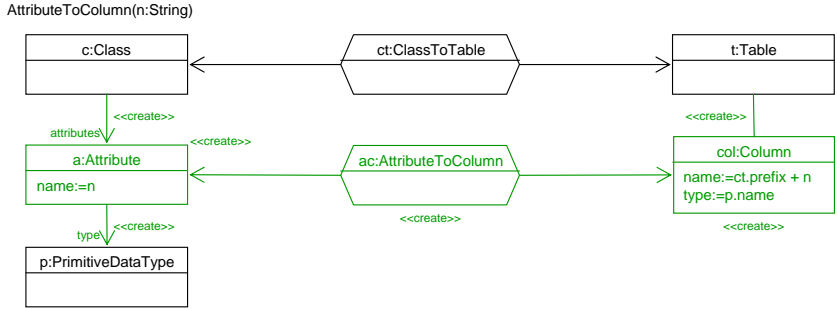 AttributeToColumn(n:String)
c:Class
ct:ClassToTable
t:Table
<<create>>
<<create>>
attributes
<<create>>
a:Attribute
ac:AttributeToColumn
col:Column
name:=n
name:=ct.prefix + n
type:=p.name
<<create>>
<<create>>
<<create>>
type
p:PrimitiveDataType